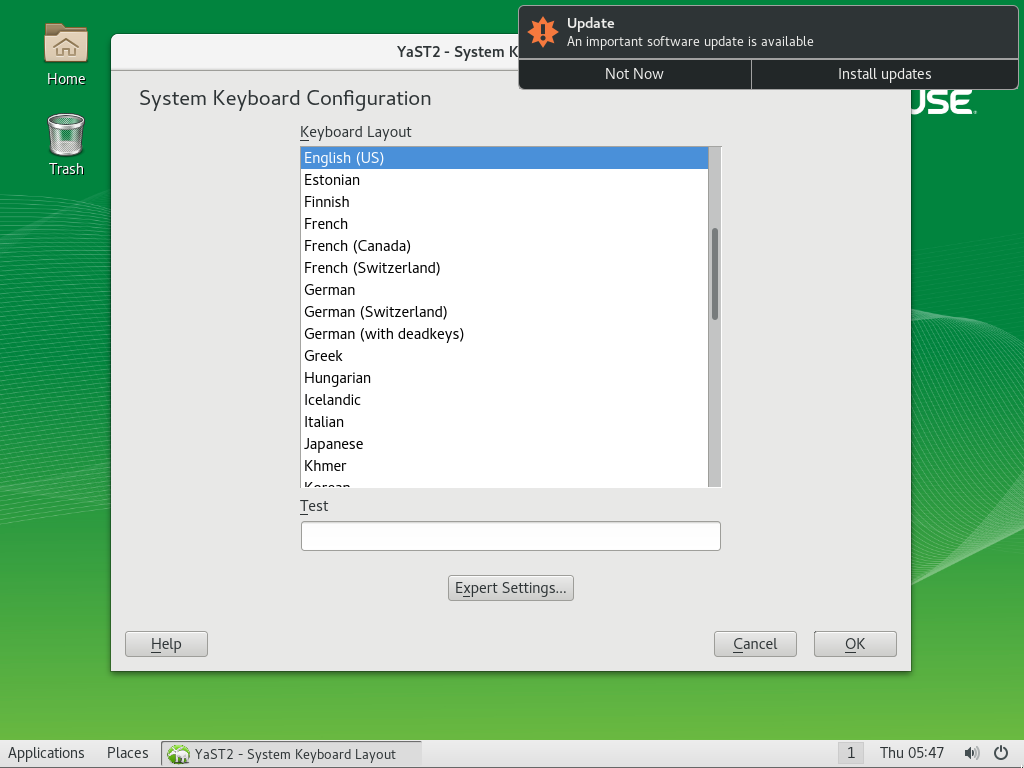 Home
Trash
YaST2 - System K
Update
An important software update is available
Not Now
Install updates
USE
System Keyboard Configuration
Keyboard Layout
English (US)
Estonian
Finnish
French
French (Canada)
French (Switzerland)
German
German (Switzerland)
German (with deadkeys)
Greek
Hungarian
Icelandic
Italian
Japanese
Khmer
Korean
Test
Expert Settings...
Help
Cancel
OK
Applications
Places
YaST2 - System Keyboard Layout
1
Thu 05:47